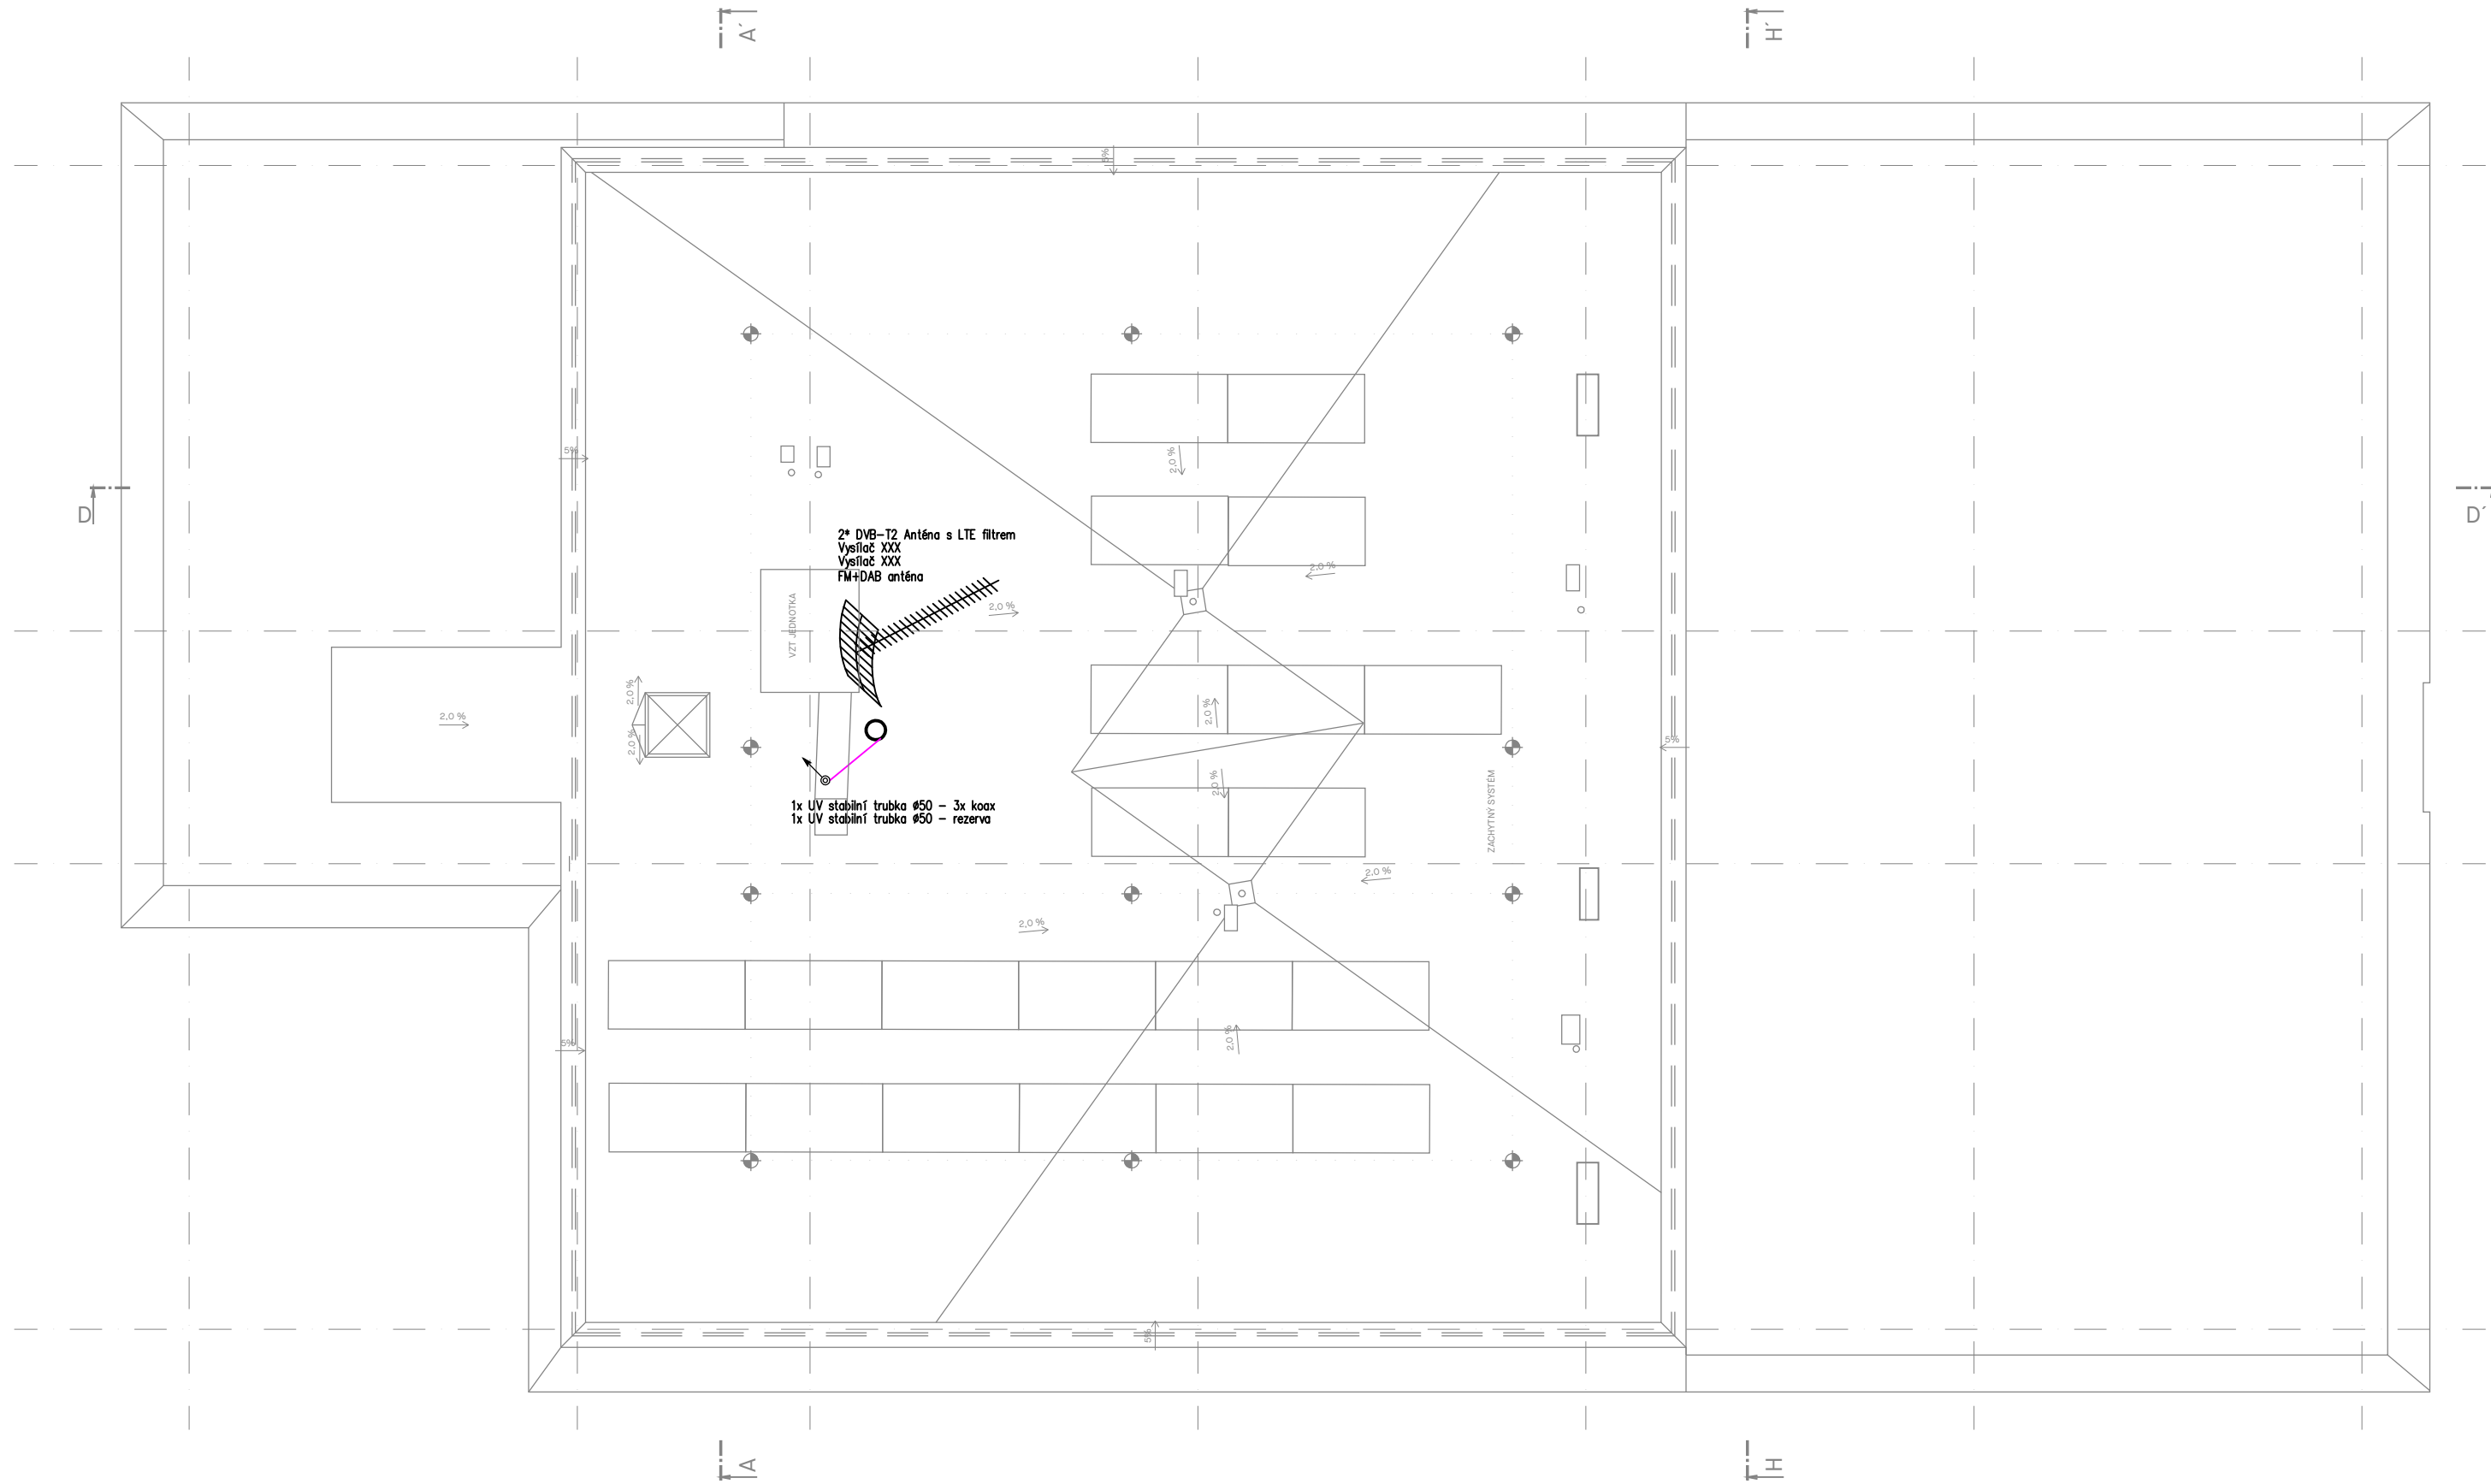 A´
H´
5%
5%
2,0 %
D
D´
2* DVB-T2 Anténa s LTE filtrem
Vysílač XXX
Vysílač XXX
FM+DAB anténa
2,0 %
VZT JEDNOTKA
2,0 %
2,0 %
2,0 %
2,0 %
2,0 %
5%
2,0 %
ZACHYTNÝ SYSTÉM
1x UV stabilní trubka Ø50 - 3x koax
1x UV stabilní trubka Ø50 - rezerva
2,0 %
2,0 %
5%
2,0 %
5%
A
H